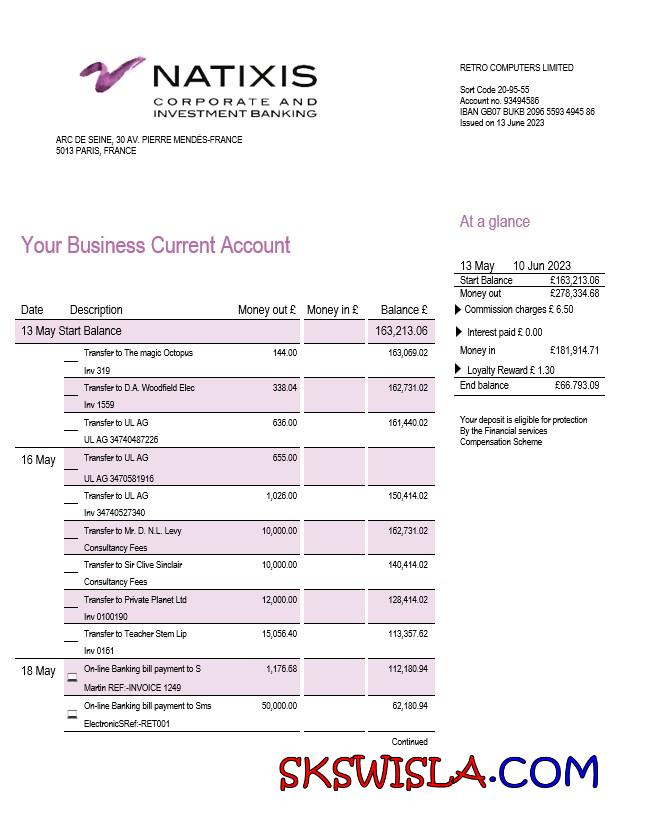 NATIXIS
CORPORATE AND
INVESTMENT BANKING
ARC DE SEINE, 30 AV. PIERRE MENDÈS-FRANCE
5013 PARIS, FRANCE
RETRO COMPUTERS LIMITED
Sort Code 20-95-55
Account no. 93494586
IBAN GB07 BUKB 2096 5593 4945 86
Issued on 13 June 2023
At a glance
13 May 10 Jun 2023
Start Balance £163,213.06
Money out £278,334.68
Commission charges £ 6.50
Interest paid £ 0.00
Money in £181,914.71
Loyalty Reward £ 1.30
End balance £66.793.09
Your deposit is eligible for protection
By the Financial services
Compensation Scheme
Your Business Current Account
Date Description Money out £ Money in £ Balance £
13 May Start Balance 163,213.06
Transfer to The magic Octopus 144.00 163,069.02
Inv 319
Transfer to D.A. Woodfield Elec 338.04 162,731.02
Inv 1559
Transfer to UL AG 636.00 161,440.02
UL AG 34740487226
16 May Transfer to UL AG 655.00
UL AG 3470581916
Transfer to UL AG 1,026.00 150,414.02
Inv 34740527340
Transfer to Mr. D. N.L. Levy 10,000.00 162,731.02
Consultancy Fees
Transfer to Sir Clive Sinclair 10,000.00 140,414.02
Consultancy Fees
Transfer to Private Planet Ltd 12,000.00 128,414.02
Inv 0100190
Transfer to Teacher Stem Lip 15,056.40 113,357.62
Inv 0161
18 May On-line Banking bill payment to S 1,176.68 112,180.94
Martin REF:-INVOICE 1249
On-line Banking bill payment to Sms 50,000.00 62,180.94
ElectronicSRef:-RET001
Continued
SKSWISLA.COM